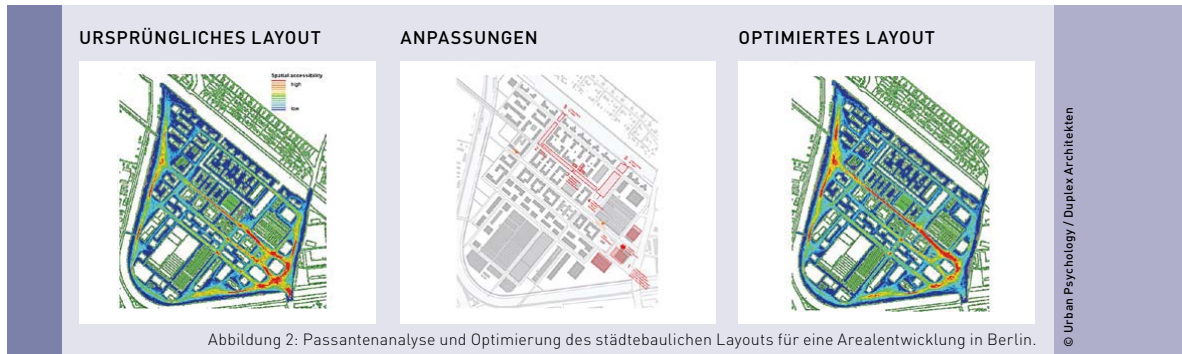 URSPRÜNGLICHES LAYOUT
ANPASSUNGEN
OPTIMIERTES LAYOUT
Spatial accessibility
high
low
Abbildung 2: Passantenanalyse und Optimierung des städtebaulichen Layouts für eine Arealentwicklung in Berlin.
© Urban Psychology / Duplex Architekten